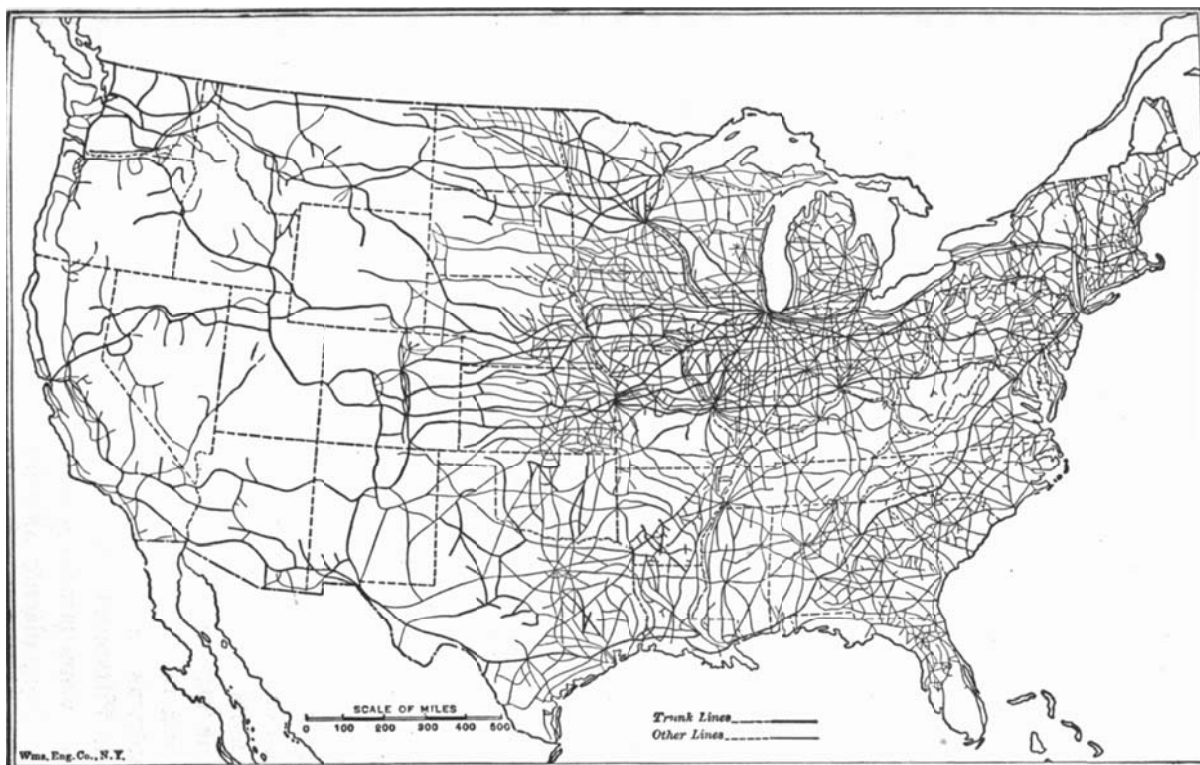 SCALE OF MILES
0 100 200 300 400 500
Trunk Lines
Other Lines
Wms. Eng. Co., N.Y.